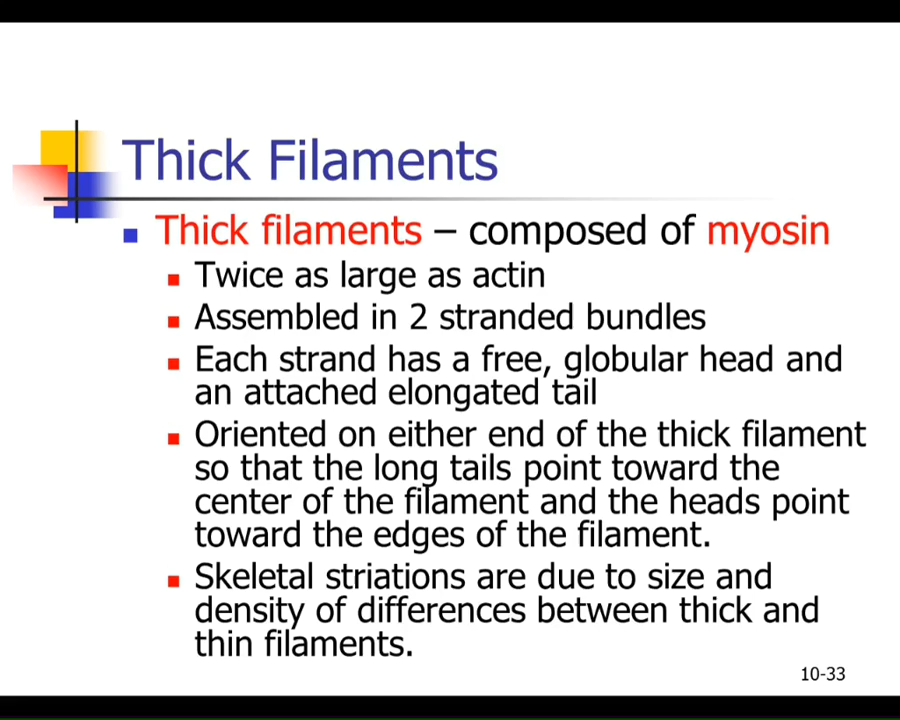 Thick Filaments
Thick filaments – composed of myosin
Twice as large as actin
Assembled in 2 stranded bundles
Each strand has a free, globular head and
an attached elongated tail
Oriented on either end of the thick filament
so that the long tails point toward the
center of the filament and the heads point
toward the edges of the filament.
Skeletal striations are due to size and
density of differences between thick and
thin filaments.
10-33